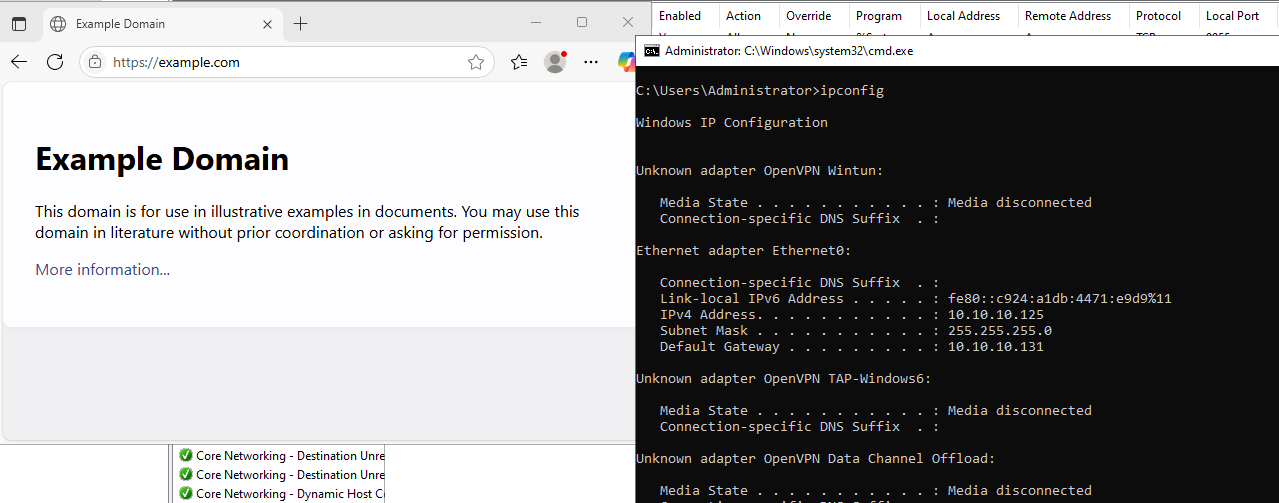 Example Domain
https://example.com
Example Domain
This domain is for use in illustrative examples in documents. You may use this
domain in literature without prior coordination or asking for permission.
More information...
Core Networking - Destination Unre
Core Networking - Destination Unre
Core Networking - Dynamic Host C
Enabled Action Override Program Local Address Remote Address Protocol Local Port
Administrator: C:\Windows\system32\cmd.exe
C:\Users\Administrator>ipconfig
Windows IP Configuration
Unknown adapter OpenVPN Wintun:
Media State . . . . . . . . . . . : Media disconnected
Connection-specific DNS Suffix  . :
Ethernet adapter Ethernet0:
Connection-specific DNS Suffix  . :
Link-local IPv6 Address . . . . . : fe80::c924:a1db:4471:e9d9%11
IPv4 Address. . . . . . . . . . . : 10.10.10.125
Subnet Mask . . . . . . . . . . . : 255.255.255.0
Default Gateway . . . . . . . . . : 10.10.10.131
Unknown adapter OpenVPN TAP-Windows6:
Media State . . . . . . . . . . . : Media disconnected
Connection-specific DNS Suffix  . :
Unknown adapter OpenVPN Data Channel Offload:
Media State . . . . . . . . . . . : Media disconnected